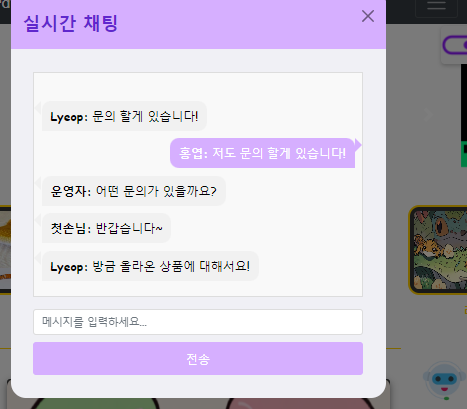 실시간 채팅
Lyeop: 문의 할게 있습니다!
홍엽: 저도 문의 할게 있습니다!
운영자: 어떤 문의가 있을까요?
첫손님: 반갑습니다~
Lyeop: 방금 올라온 상품에 대해서요!
메시지를 입력하세요...
전송